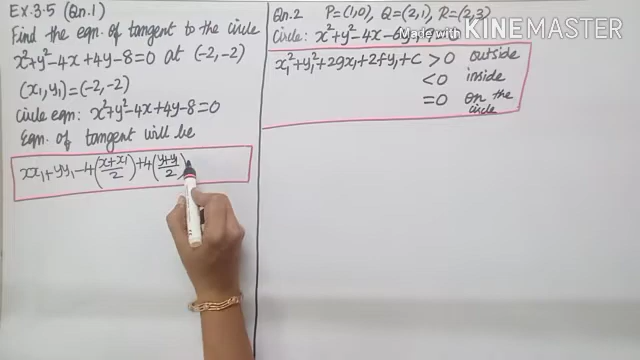 EX.3.5 (Qn.1)
Find the eqn. of tangent to the circle
x²+y²-4x+4y-8=0 at (-2,-2)
(x₁,y₁)=(-2,-2)
Circle eqn: x²+y²-4x+4y-8=0
Eqn. of tangent will be
xx₁+yy₁-4(x+x₁/2)+4(y+y₁/2)
Qn.2 P=(1,0), Q=(2,1), R=(2,3)
Circle: x²+y²-4x-6y
Made With
KINEMASTER
x₁²+y₁²+2gx₁+2fy₁+c >0 outside
<0 inside
=0 on the
circle